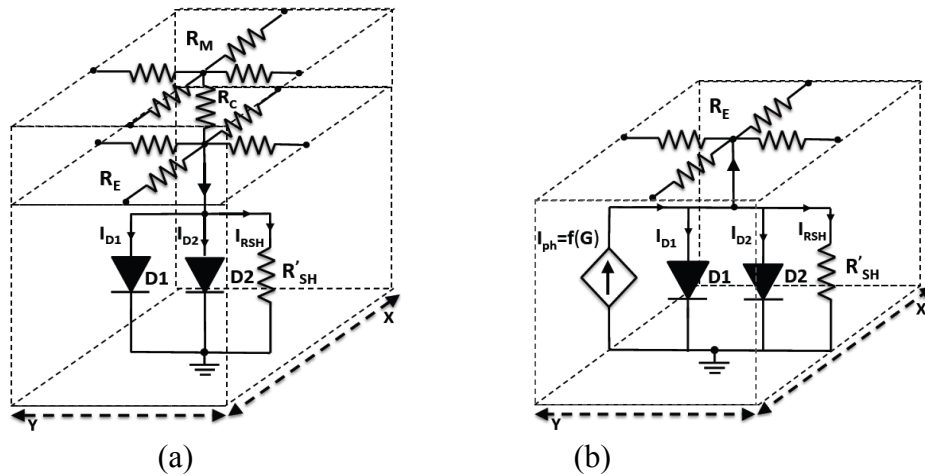 R_M
R_C
R_E
I_D1
I_D2
I_RSH
D1
D2
R'_SH
X
Y
(a)
R_E
I_ph=f(G)
I_D1
I_D2
I_RSH
D1
D2
R'_SH
X
Y
(b)